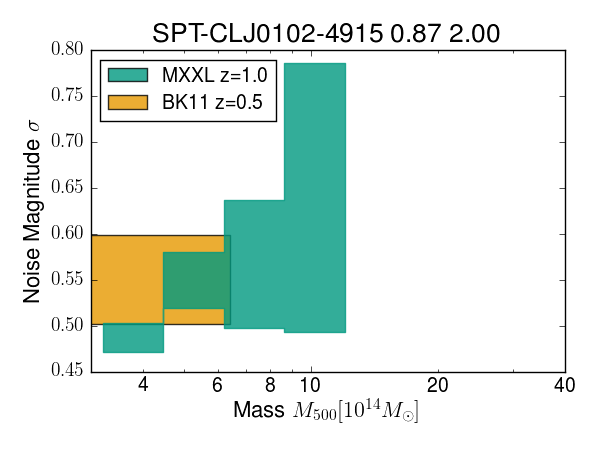 SPT-CLJ0102-4915 0.87 2.00
0.80
0.75
0.70
0.65
0.60
0.55
0.50
0.45
Noise Magnitude σ
MXXL z=1.0
BK11 z=0.5
4 6 8 10 20 40
Mass M₅₀₀[10¹⁴M☉]